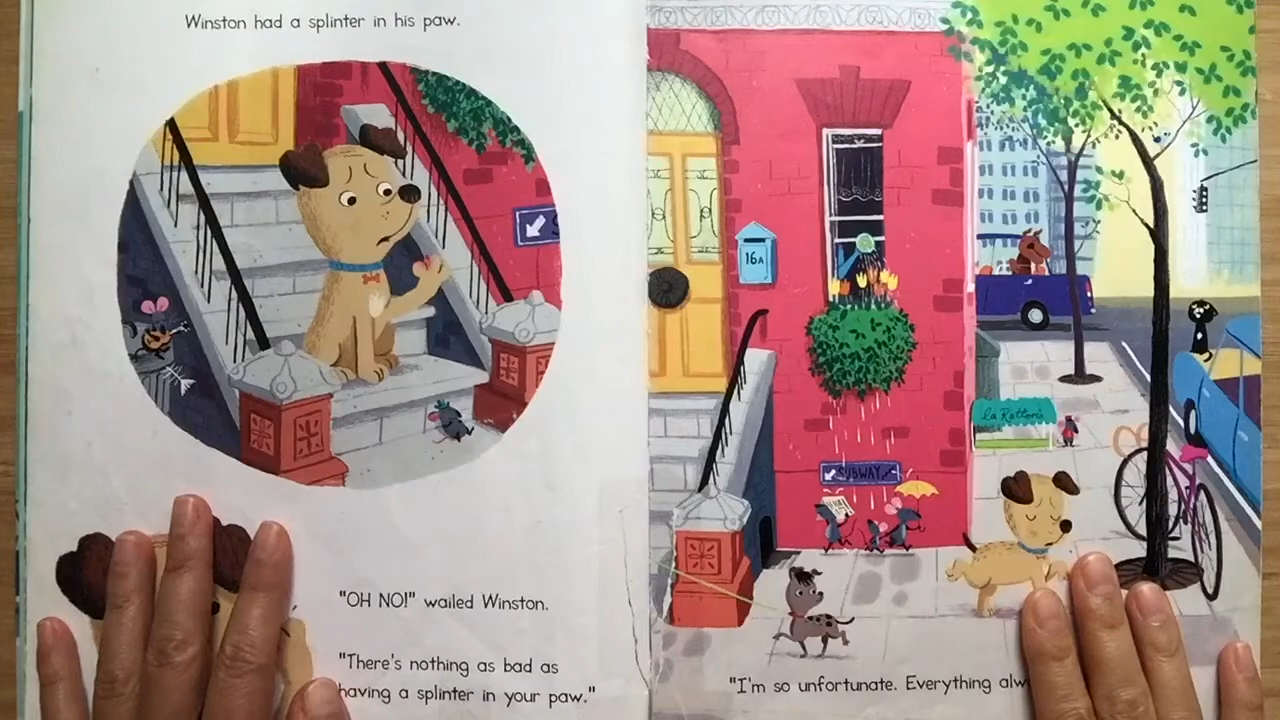 Winston had a splinter in his paw.
"OH NO!" wailed Winston.
"There's nothing as bad as
having a splinter in your paw."
16A
SUBWAY
la Rotteria
"I'm so unfortunate. Everything